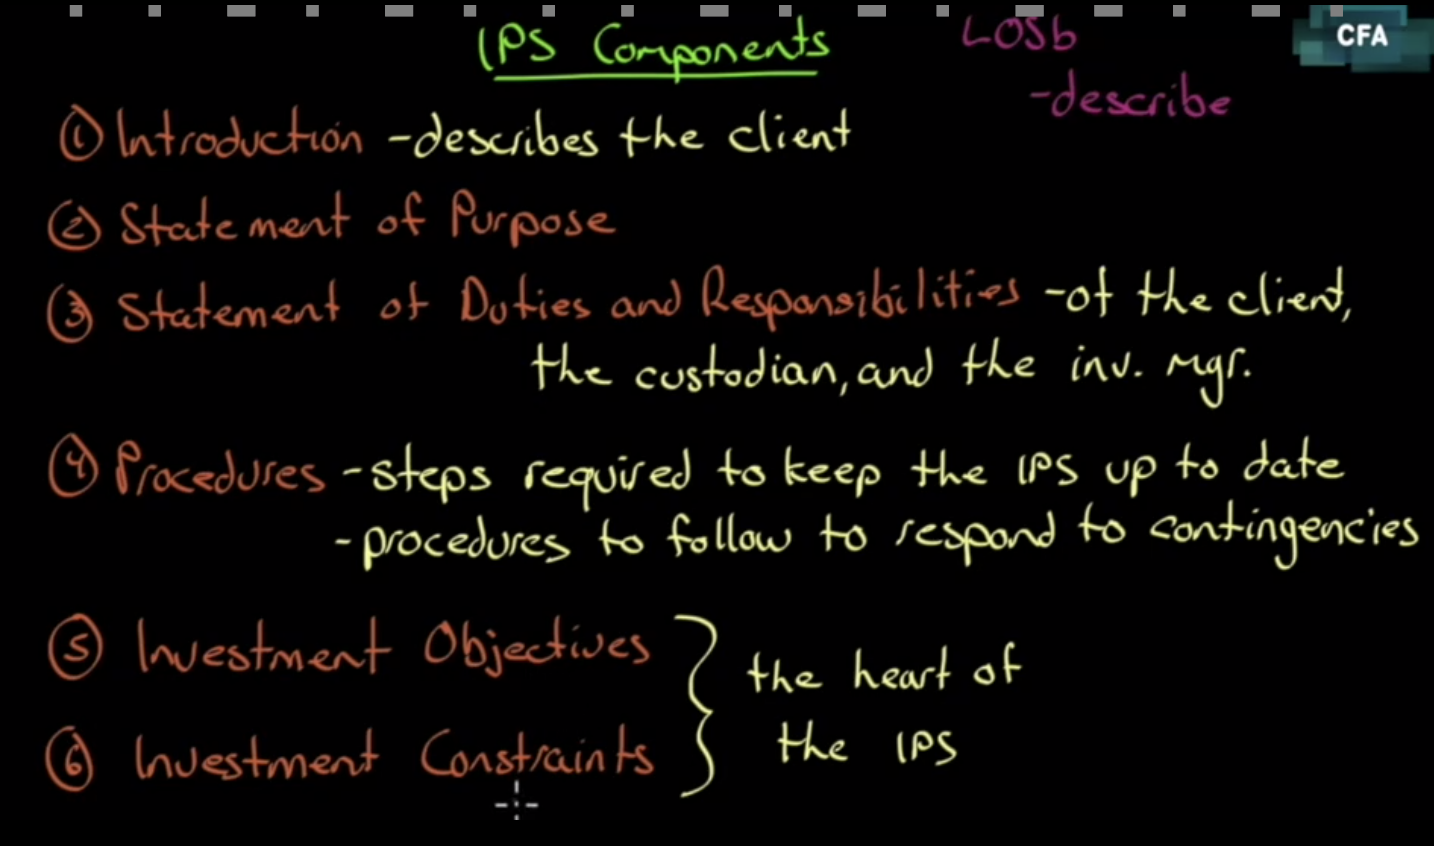 IPS Components
LOSb
-describe
CFA
① Introduction -describes the client
② Statement of Purpose
③ Statement of Duties and Responsibilities -of the client,
the custodian, and the inv. mgr.
④ Procedures -steps required to keep the IPS up to date
-procedures to follow to respond to contingencies
⑤ Investment Objectives
⑥ Investment Constraints
the heart of
the IPS